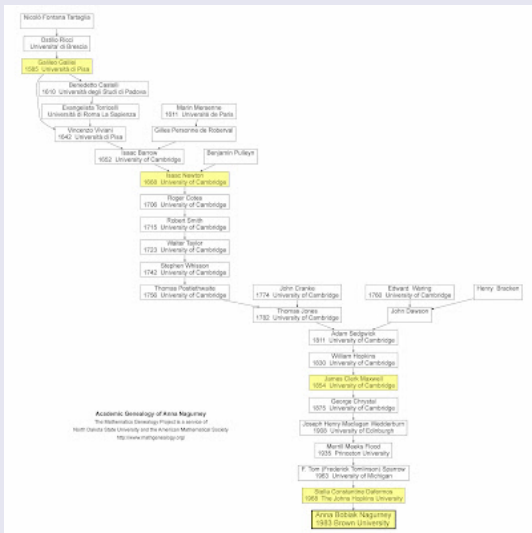 Nicolò Fontana Tartaglia
Ostilio Ricci
Universitar di Brescia
Galileo Galilei
1585 Università di Pisa
Benedetto Castelli
1610 Università degli Studi di Padova
Evangelista Torricelli
Università di Roma La Sapienza
Marin Mersenne
1611 Université de Paris
Vincenzo Viviani
1642 Università di Pisa
Gilles Personne de Roberval
Isaac Barrow
1652 University of Cambridge
Benjamin Pulleyn
Isaac Newton
1668 University of Cambridge
Roger Cotes
1706 University of Cambridge
Robert Smith
1715 University of Cambridge
Walter Taylor
1723 University of Cambridge
Stephen Whisson
1742 University of Cambridge
Thomas Postlethwaite
1756 University of Cambridge
John Cranke
1774 University of Cambridge
Edward Waring
1760 University of Cambridge
Henry Bracken
Thomas Jones
1782 University of Cambridge
John Dawson
Adam Sedgwick
1811 University of Cambridge
William Hopkins
1830 University of Cambridge
James Clerk Maxwell
1854 University of Cambridge
George Chrystal
1875 University of Cambridge
Academic Genealogy of Anna Nagurney
The Mathematics Genealogy Project is a service of
North Dakota State University and the American Mathematical Society
http://www.mathgenealogy.org/
Joseph Henry Maclagan Wedderburn
1908 University of Edinburgh
Merrill Meeks Flood
1935 Princeton University
F. Tom (Frederick Tomlinson) Sparrow
1963 University of Michigan
Stella Constantine Dafermos
1968 The Johns Hopkins University
Anna Bobiak Nagurney
1983 Brown University